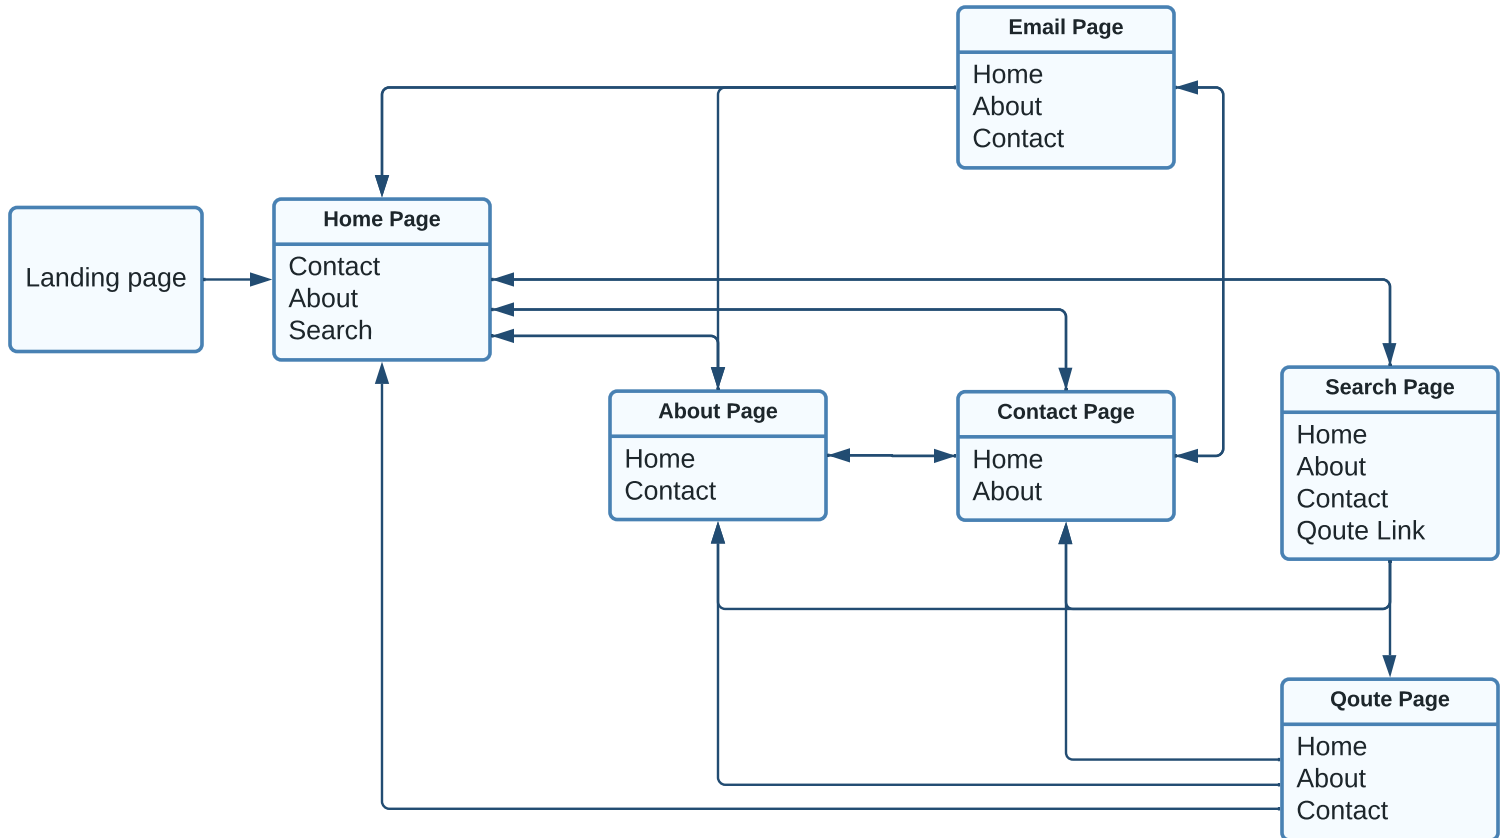 Email Page
Home
About
Contact
Landing page
Home Page
Contact
About
Search
About Page
Home
Contact
Contact Page
Home
About
Search Page
Home
About
Contact
Qoute Link
Qoute Page
Home
About
Contact